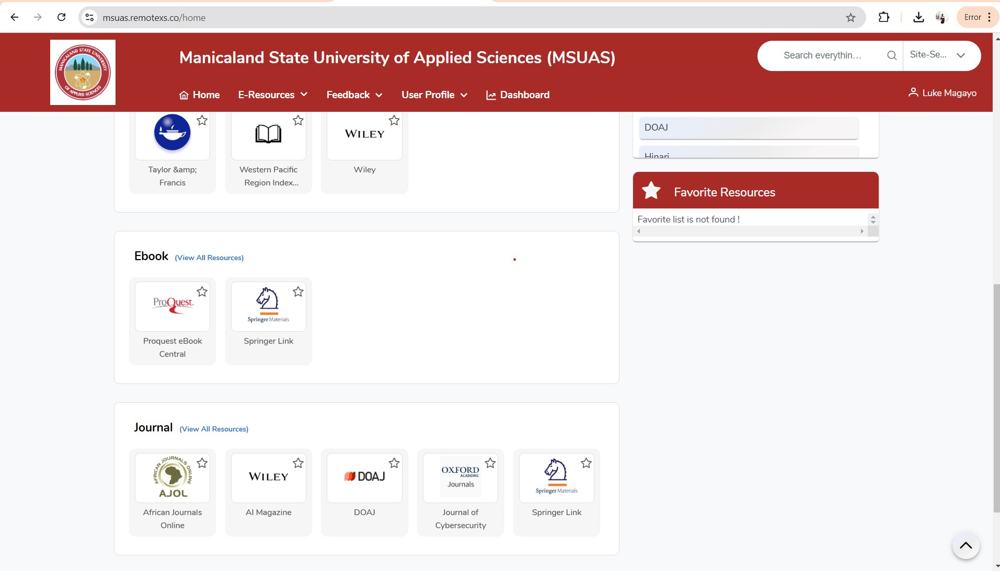 msuas.remotexs.co/home
Error
MANICALAND STATE UNIVERSITY
OF APPLIED SCIENCES
Manicaland State University of Applied Sciences (MSUAS)
Search everythin...
Site-Se...
Home
E-Resources
Feedback
User Profile
Dashboard
Luke Magayo
WILEY
Taylor &amp;
Francis
Western Pacific
Region Index...
Wiley
DOAJ
Hinari
Favorite Resources
Favorite list is not found !
Ebook (View All Resources)
ProQuest.
Springer Materials
Proquest eBook
Central
Springer Link
Journal (View All Resources)
AFRICAN JOURNALS ONLINE
AJOL
WILEY
DOAJ
OXFORD
ACADEMIC
Journals
Springer Materials
African Journals
Online
AI Magazine
DOAJ
Journal of
Cybersecurity
Springer Link